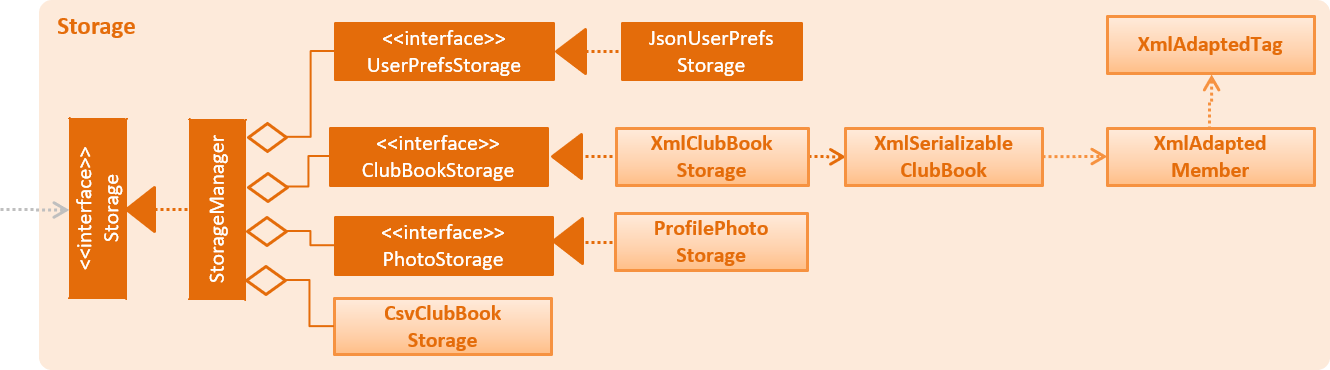 Storage
<<interface>>
Storage
StorageManager
<<interface>>
UserPrefsStorage
JsonUserPrefs
Storage
<<interface>>
ClubBookStorage
XmlClubBook
Storage
XmlSerializable
ClubBook
XmlAdapted
Member
XmlAdaptedTag
<<interface>>
PhotoStorage
ProfilePhoto
Storage
CsvClubBook
Storage